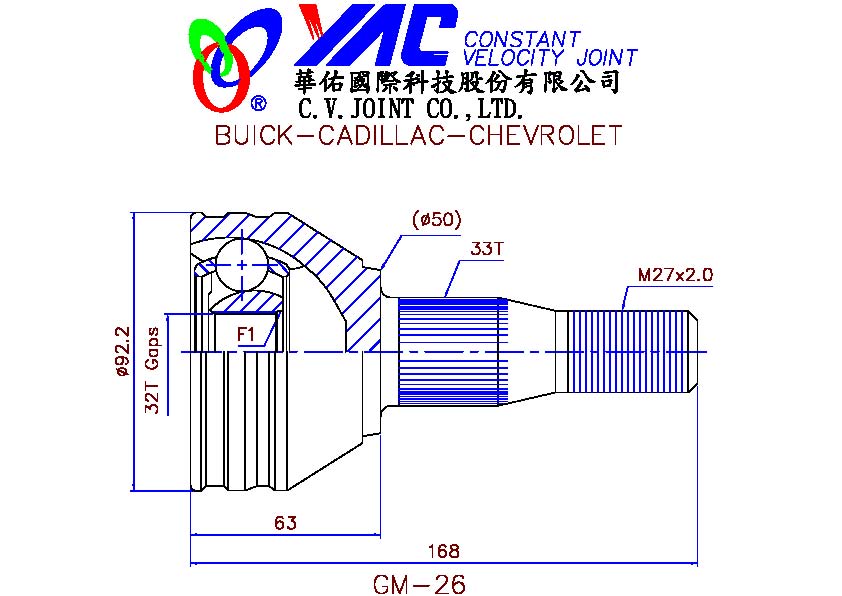 YAC CONSTANT VELOCITY JOINT
®
華佑國際科技股份有限公司
C.V.JOINT CO.,LTD.
BUICK-CADILLAC-CHEVROLET
(ø50)
33T
M27x2.0
F1
ø92.2
32T Gaps
63
168
GM-26